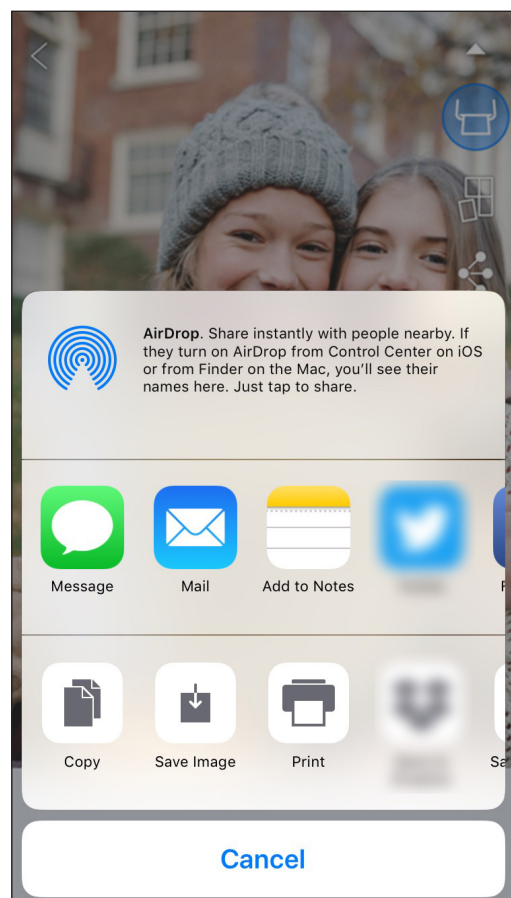 AirDrop. Share instantly with people nearby. If
they turn on AirDrop from Control Center on iOS
or from Finder on the Mac, you’ll see their
names here. Just tap to share.
Message
Mail
Add to Notes
Copy
Save Image
Print
Cancel